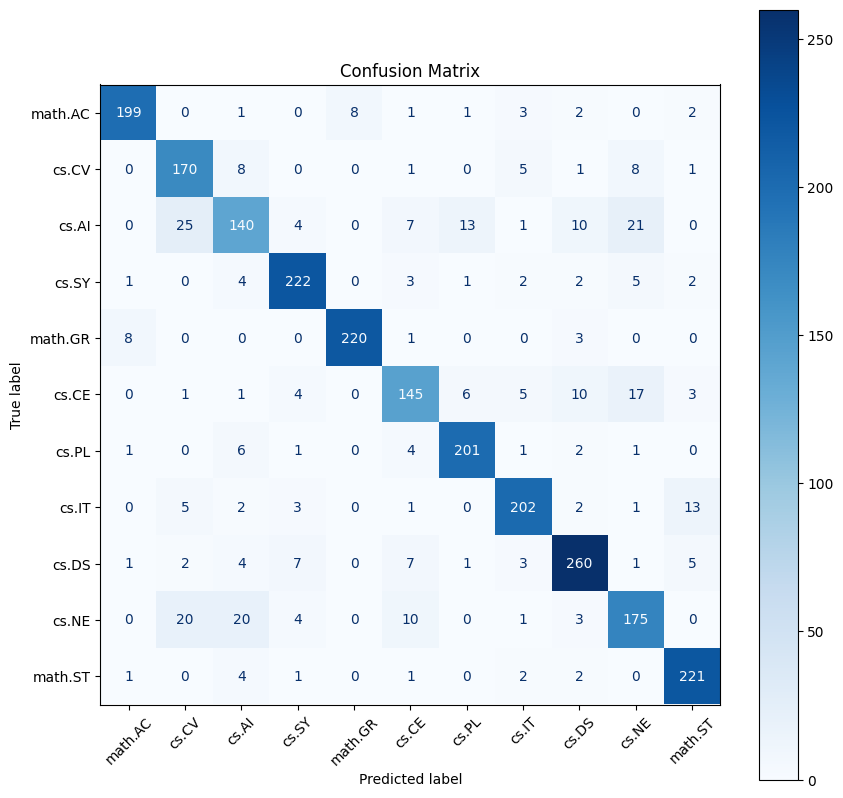 Confusion Matrix
math.AC 199 0 1 0 8 1 1 3 2 0 2
cs.CV 0 170 8 0 0 1 0 5 1 8 1
cs.AI 0 25 140 4 0 7 13 1 10 21 0
cs.SY 1 0 4 222 0 3 1 2 2 5 2
math.GR 8 0 0 0 220 1 0 0 3 0 0
cs.CE 0 1 1 4 0 145 6 5 10 17 3
cs.PL 1 0 6 1 0 4 201 1 2 1 0
cs.IT 0 5 2 3 0 1 0 202 2 1 13
cs.DS 1 2 4 7 0 7 1 3 260 1 5
cs.NE 0 20 20 4 0 10 0 1 3 175 0
math.ST 1 0 4 1 0 1 0 2 2 0 221
math.AC cs.CV cs.AI cs.SY math.GR cs.CE cs.PL cs.IT cs.DS cs.NE math.ST
Predicted label
True label
250
200
150
100
50
0